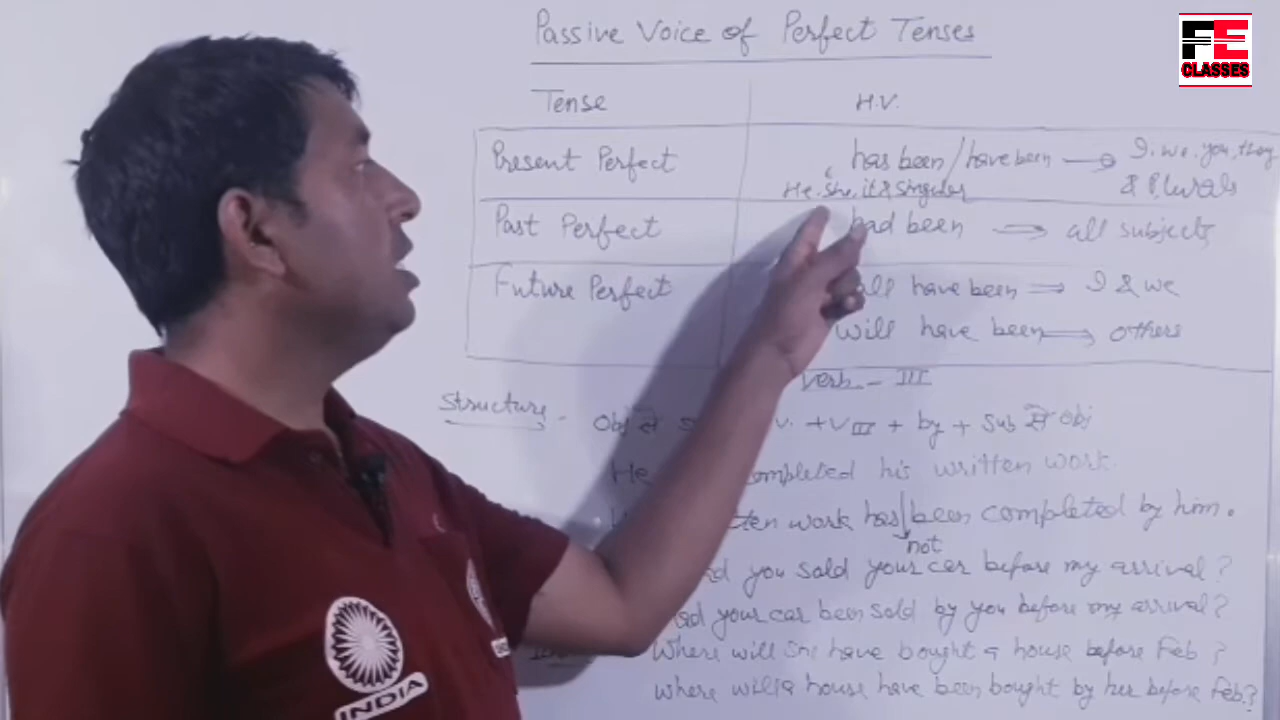 Passive Voice of Perfect Tenses
FE
CLASSES
Tense H.V.
Present Perfect has been/have been → I. we. you, they
He. she, it & singular & Plurals
Past Perfect had been → all subjects
Future Perfect have been ⇒ I & we
will have been ⇒ others
Verb - III
Structure - Obj से + V III + by + Sub से Obj
He completed his written work.
work has been completed by him.
not
you sold your car before my arrival?
your car been sold by you before my arrival?
Where will she have bought a house before Feb?
where will a house have been bought by her before Feb.?
INDIA